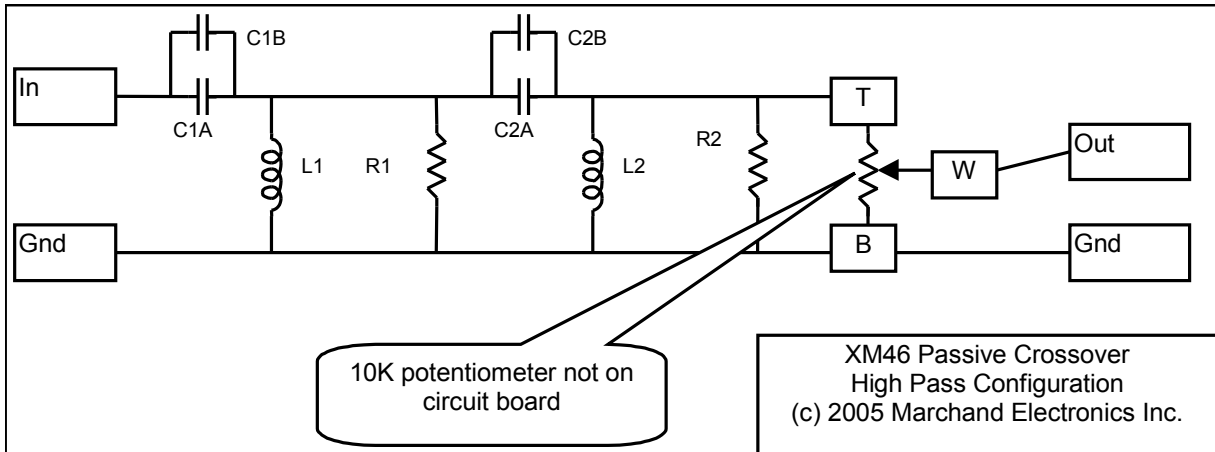 C1B
C2B
In
C1A
C2A
T
L1
R1
L2
R2
W
Out
Gnd
B
Gnd
10K potentiometer not on
circuit board
XM46 Passive Crossover
High Pass Configuration
(c) 2005 Marchand Electronics Inc.